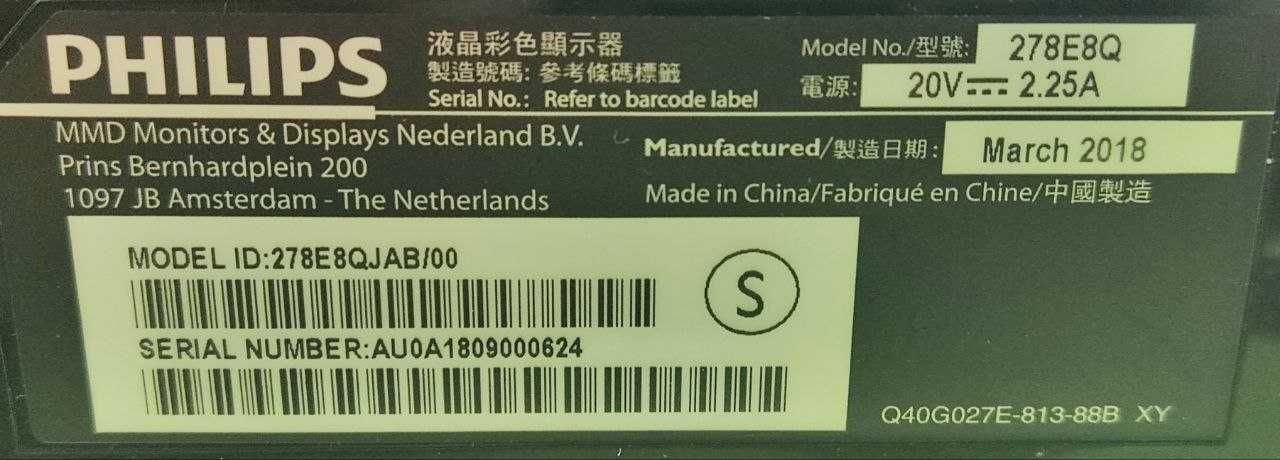 PHILIPS
液晶彩色顯示器
製造號碼: 參考條碼標籤
Serial No.: Refer to barcode label
Model No./型號: 278E8Q
電源: 20V⎓2.25A
MMD Monitors & Displays Nederland B.V.
Prins Bernhardplein 200
1097 JB Amsterdam - The Netherlands
Manufactured/製造日期: March 2018
Made in China/Fabriqué en Chine/中國製造
MODEL ID:278E8QJAB/00
S
SERIAL NUMBER:AU0A1809000624
Q40G027E-813-88B XY